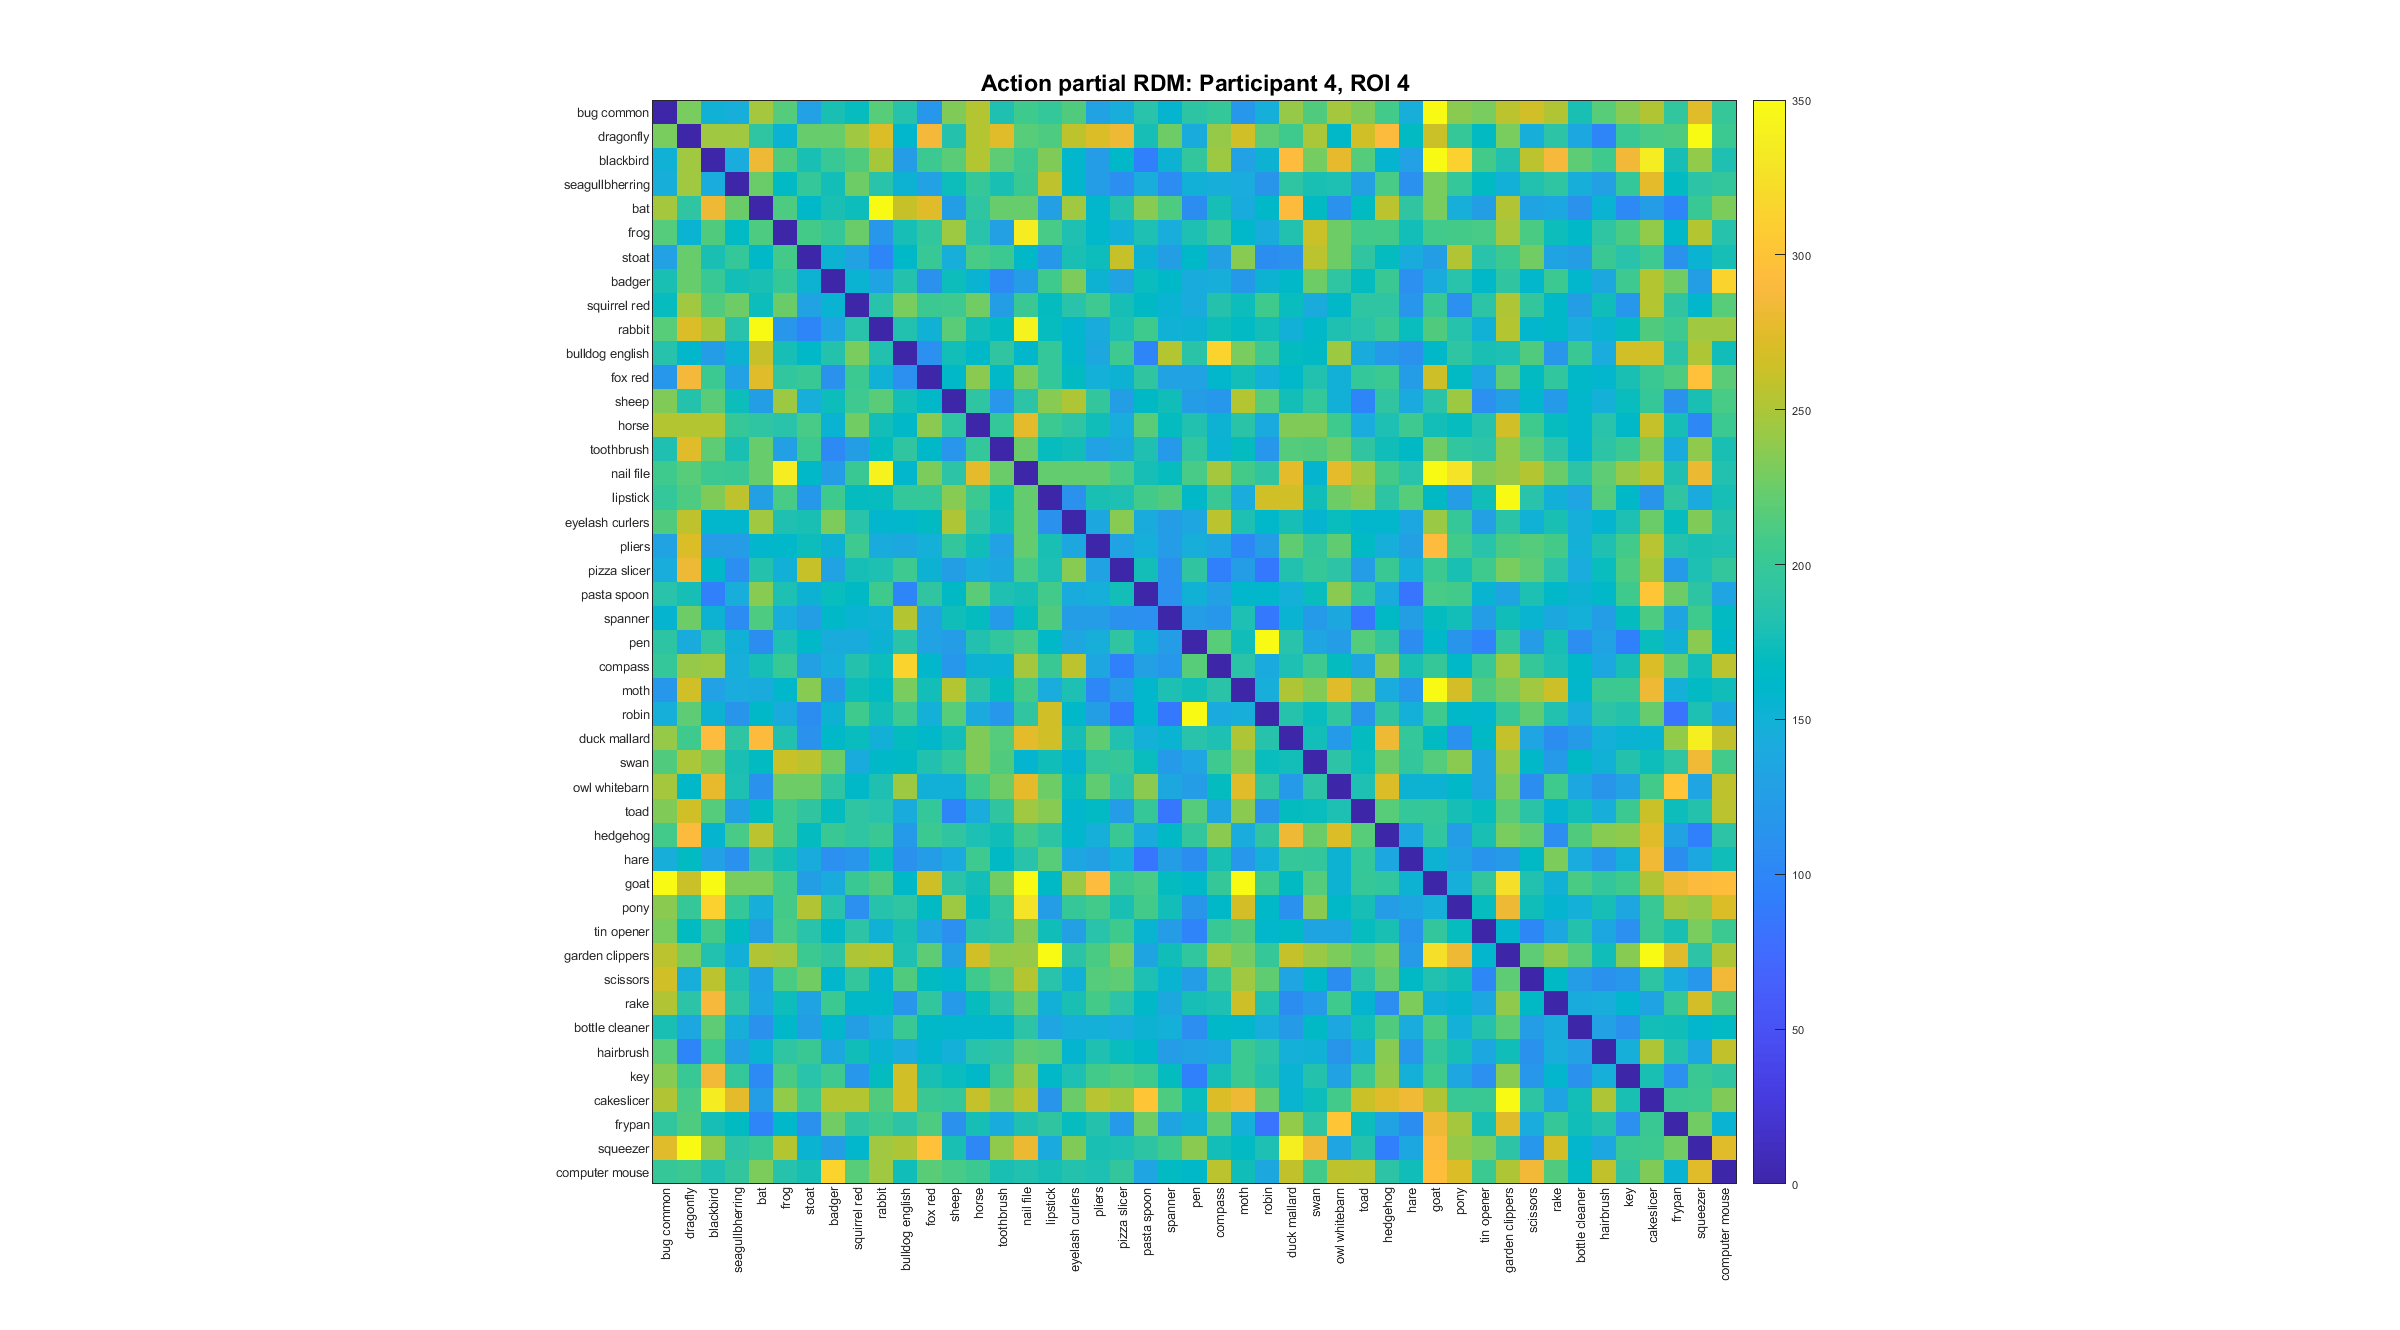 Action partial RDM: Participant 4, ROI 4
bug common
dragonfly
blackbird
seagullbherring
bat
frog
stoat
badger
squirrel red
rabbit
bulldog english
fox red
sheep
horse
toothbrush
nail file
lipstick
eyelash curlers
pliers
pizza slicer
pasta spoon
spanner
pen
compass
moth
robin
duck mallard
swan
owl whitebarn
toad
hedgehog
hare
goat
pony
tin opener
garden clippers
scissors
rake
bottle cleaner
hairbrush
key
cakeslicer
frypan
squeezer
computer mouse
bug common
dragonfly
blackbird
seagullbherring
bat
frog
stoat
badger
squirrel red
rabbit
bulldog english
fox red
sheep
horse
toothbrush
nail file
lipstick
eyelash curlers
pliers
pizza slicer
pasta spoon
spanner
pen
compass
moth
robin
duck mallard
swan
owl whitebarn
toad
hedgehog
hare
goat
pony
tin opener
garden clippers
scissors
rake
bottle cleaner
hairbrush
key
cakeslicer
frypan
squeezer
computer mouse
350
300
250
200
150
100
50
0